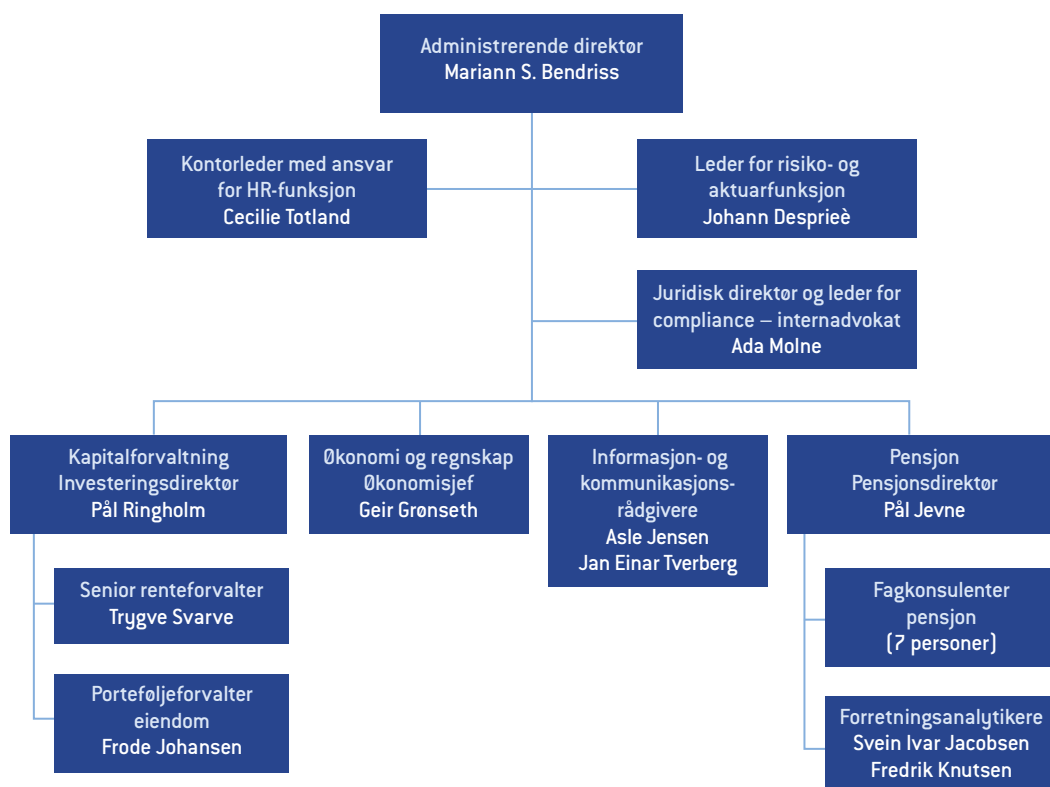 Administrerende direktør
Mariann S. Bendriss
Kontorleder med ansvar
for HR-funksjon
Cecilie Totland
Leder for risiko- og
aktuarfunksjon
Johann Desprieè
Juridisk direktør og leder for
compliance – internadvokat
Ada Molne
Kapitalforvaltning
Investeringsdirektør
Pål Ringholm
Økonomi og regnskap
Økonomisjef
Geir Grønseth
Informasjon- og
kommunikasjons-
rådgivere
Asle Jensen
Jan Einar Tverberg
Pensjon
Pensjonsdirektør
Pål Jevne
Senior renteforvalter
Trygve Svarve
Porteføljeforvalter
eiendom
Frode Johansen
Fagkonsulenter
pensjon
(7 personer)
Forretningsanalytikere
Svein Ivar Jacobsen
Fredrik Knutsen